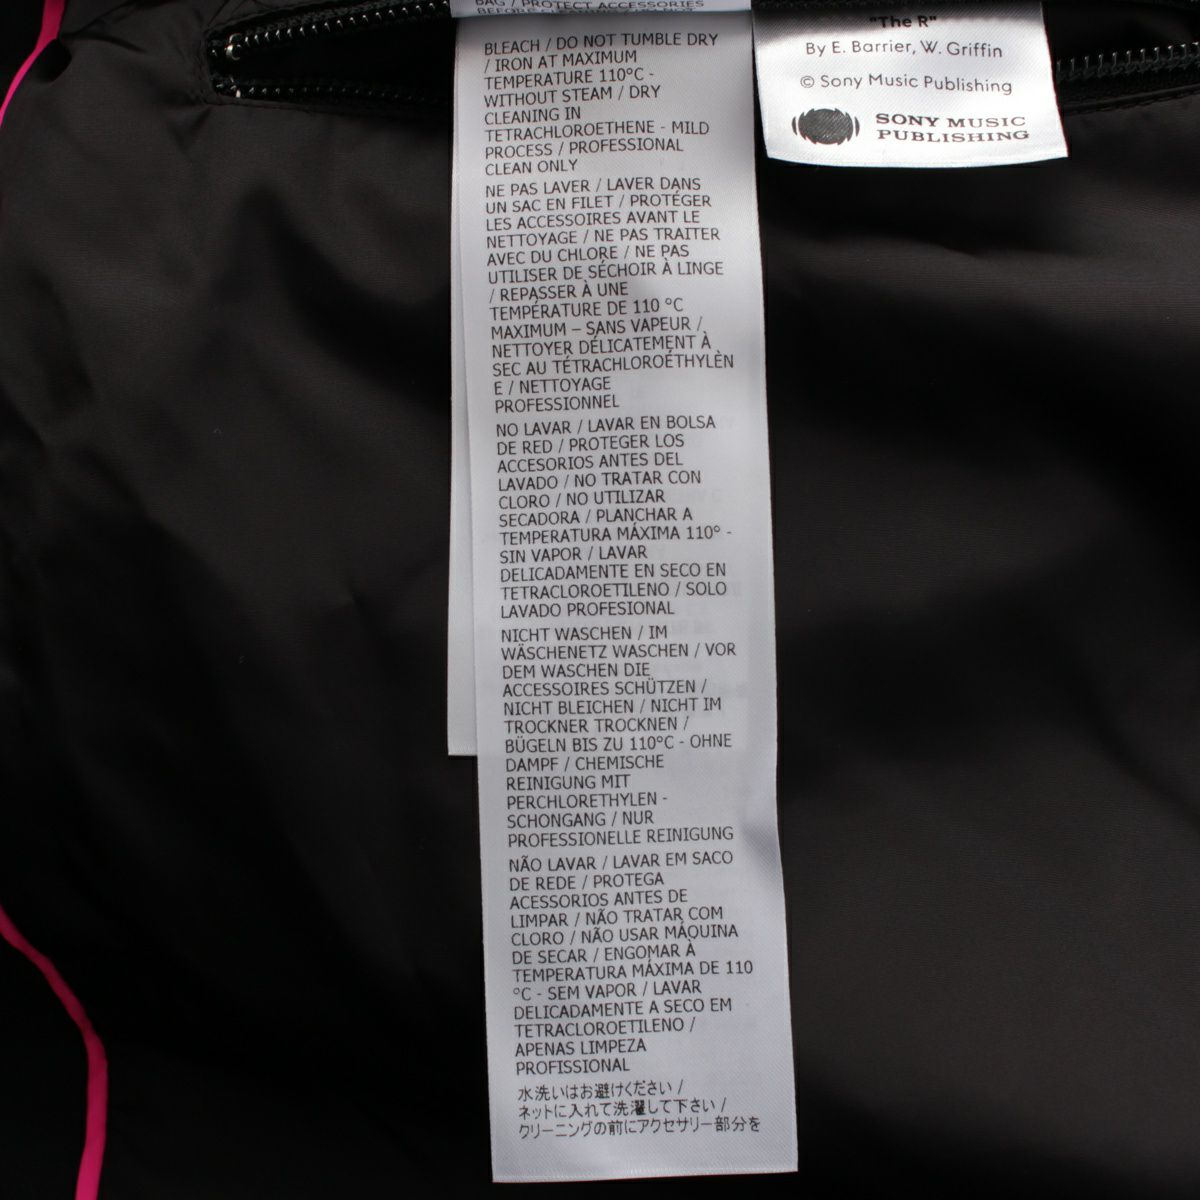 BAG / PROTECT ACCESSORIES
BLEACH / DO NOT TUMBLE DRY
/ IRON AT MAXIMUM
TEMPERATURE 110°C -
WITHOUT STEAM / DRY
CLEANING IN
TETRACHLOROETHENE - MILD
PROCESS / PROFESSIONAL
CLEAN ONLY
NE PAS LAVER / LAVER DANS
UN SAC EN FILET / PROTÉGER
LES ACCESSOIRES AVANT LE
NETTOYAGE / NE PAS TRAITER
AVEC DU CHLORE / NE PAS
UTILISER DE SÉCHOIR À LINGE
/ REPASSER À UNE
TEMPÉRATURE DE 110 °C
MAXIMUM – SANS VAPEUR /
NETTOYER DÉLICATEMENT À
SEC AU TÉTRACHLOROÉTHYLÈN
E / NETTOYAGE
PROFESSIONNEL
NO LAVAR / LAVAR EN BOLSA
DE RED / PROTEGER LOS
ACCESORIOS ANTES DEL
LAVADO / NO TRATAR CON
CLORO / NO UTILIZAR
SECADORA / PLANCHAR A
TEMPERATURA MÁXIMA 110° -
SIN VAPOR / LAVAR
DELICADAMENTE EN SECO EN
TETRACLOROETILENO / SOLO
LAVADO PROFESIONAL
NICHT WASCHEN / IM
WÄSCHENETZ WASCHEN / VOR
DEM WASCHEN DIE
ACCESSOIRES SCHÜTZEN /
NICHT BLEICHEN / NICHT IM
TROCKNER TROCKNEN /
BÜGELN BIS ZU 110°C - OHNE
DAMPF / CHEMISCHE
REINIGUNG MIT
PERCHLORETHYLEN -
SCHONGANG / NUR
PROFESSIONELLE REINIGUNG
NÃO LAVAR / LAVAR EM SACO
DE REDE / PROTEGA
ACESSORIOS ANTES DE
LIMPAR / NÃO TRATAR COM
CLORO / NÃO USAR MÁQUINA
DE SECAR / ENGOMAR À
TEMPERATURA MÁXIMA DE 110
°C - SEM VAPOR / LAVAR
DELICADAMENTE A SECO EM
TETRACLOROETILENO /
APENAS LIMPEZA
PROFISSIONAL
水洗いはお避けください /
ネットに入れて洗濯して下さい /
クリーニングの前にアクセサリー部分を
"The R"
By E. Barrier, W. Griffin
© Sony Music Publishing
SONY MUSIC
PUBLISHING